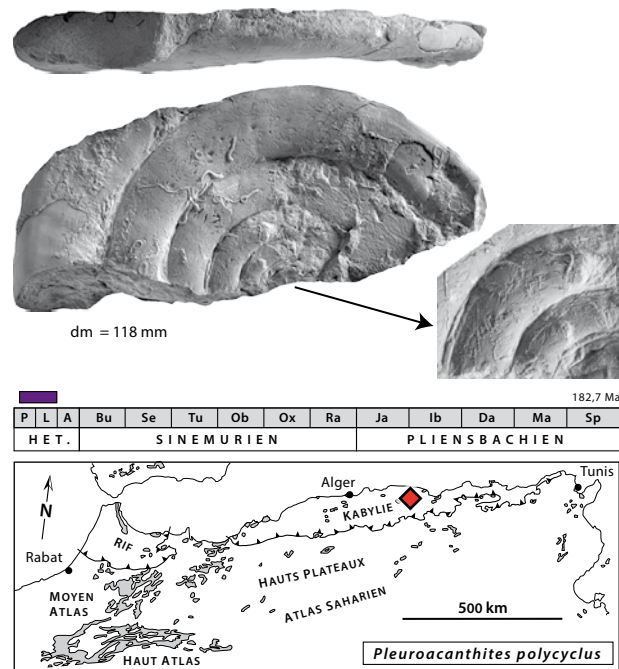 dm = 118 mm
182,7 Ma
P L A Bu Se Tu Ob Ox Ra Ja Ib Da Ma Sp
HET. SINEMURIEN PLIENSBACHIEN
N
Alger
Tunis
KABYLIE
RIF
Rabat
HAUTS PLATEAUX
MOYEN
ATLAS
ATLAS SAHARIEN
500 km
HAUT ATLAS
Pleuroacanthites polycyclus